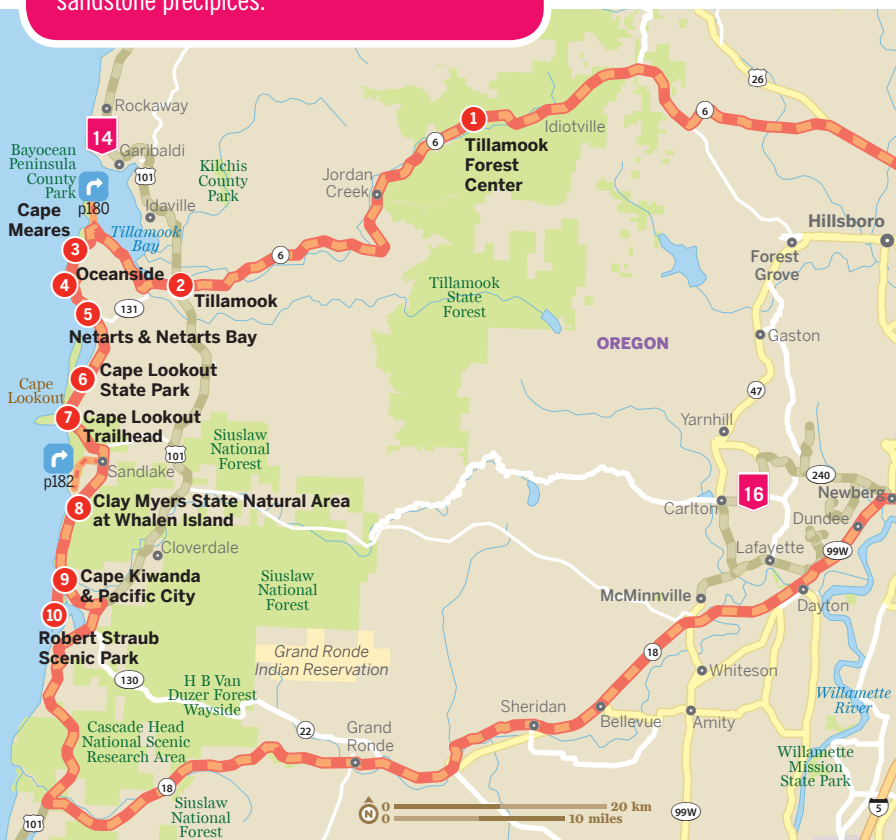 sandstone precipices.
Rockaway
14
Garibaldi
Bayocean
Peninsula
County
Park
p180
101
Kilchis
County
Park
Idaville
Tillamook
Bay
Cape
Meares
3
Oceanside
4
2
Tillamook
131
5
Netarts & Netarts Bay
6
Cape Lookout
State Park
Cape
Lookout
7
Cape Lookout
Trailhead
p182
Sandlake
101
Siuslaw
National
Forest
8
Clay Myers State Natural Area
at Whalen Island
Cloverdale
9
Cape Kiwanda
& Pacific City
10
Robert Straub
Scenic Park
Siuslaw
National
Forest
Grand Ronde
Indian Reservation
130
H B Van
Duzer Forest
Wayside
Cascade Head
National Scenic
Research Area
22
Grand
Ronde
18
Siuslaw
National
Forest
101
Jordan
Creek
6
6
1
Tillamook
Forest
Center
Idiotville
6
26
Tillamook
State
Forest
OREGON
Hillsboro
Forest
Grove
Gaston
47
Yarnhill
16
240
Newberg
Carlton
Dundee
Lafayette
99W
McMinnville
Dayton
18
Whiteson
Sheridan
Bellevue
Amity
Willamette
River
Willamette
Mission
State Park
99W
5
N
0 20 km
0 10 miles